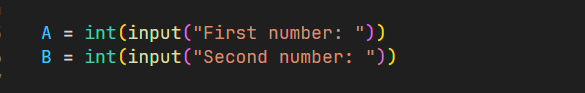 A = int(input("First number: "))
B = int(input("Second number: "))